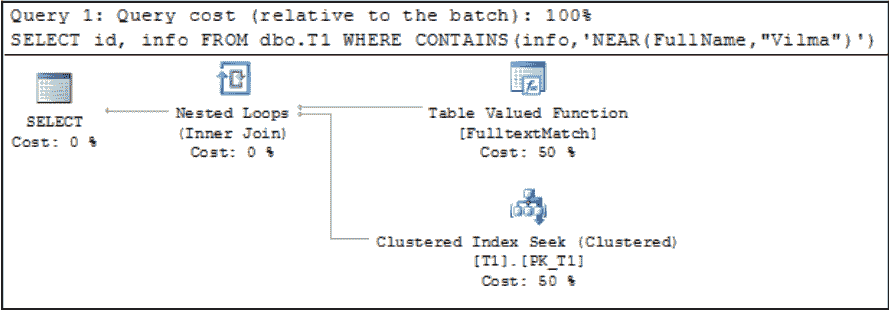 Query 1: Query cost (relative to the batch): 100%
SELECT id, info FROM dbo.T1 WHERE CONTAINS(info,'NEAR(FullName,"Vilma")')
SELECT
Cost: 0 %
Nested Loops
(Inner Join)
Cost: 0 %
Table Valued Function
[FulltextMatch]
Cost: 50 %
Clustered Index Seek (Clustered)
[T1].[PK_T1]
Cost: 50 %